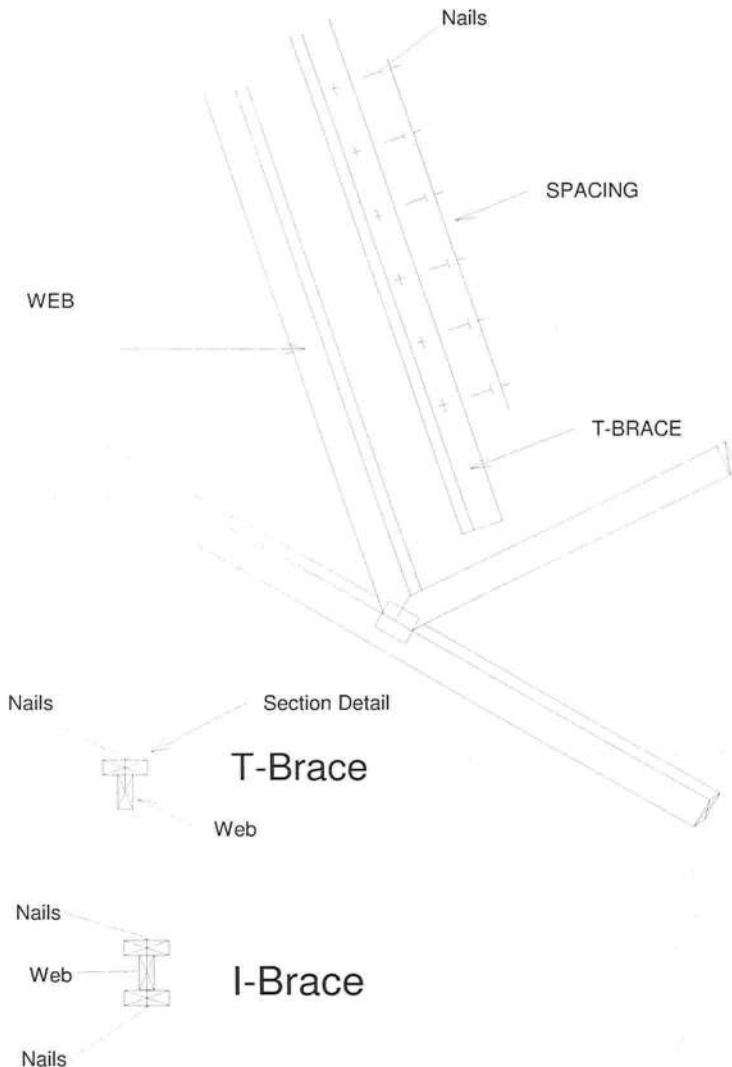 Nails
SPACING
WEB
T-BRACE
Nails
Section Detail
T-Brace
Web
Nails
Web
I-Brace
Nails